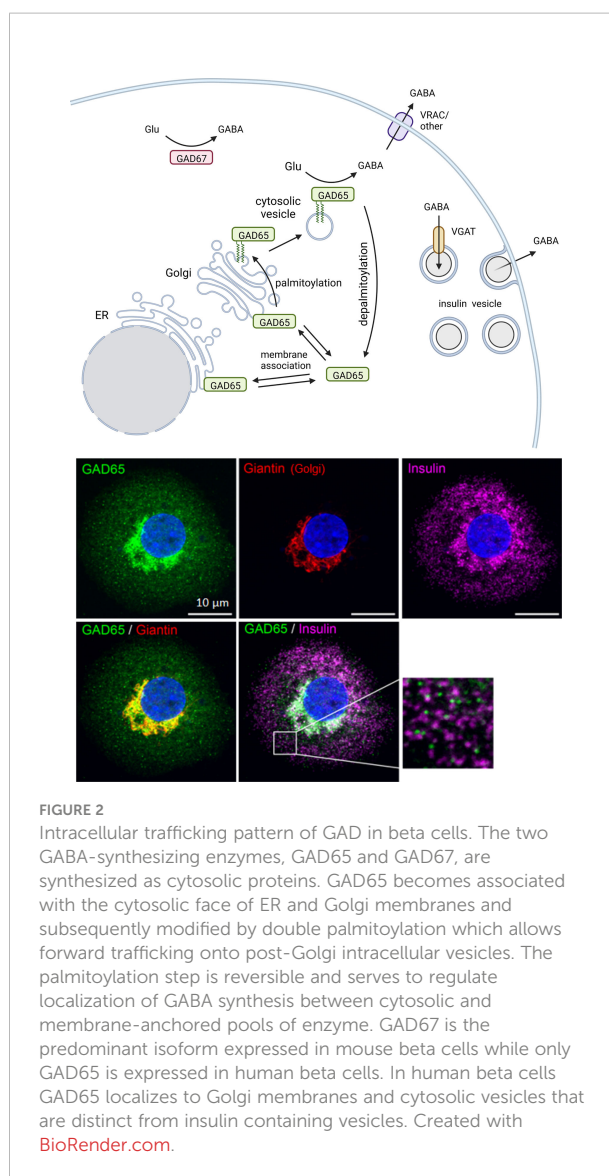 GABA
VRAC/
other
Glu
GABA
GAD67
Glu
GABA
GAD65
cytosolic
vesicle
GABA
VGAT
GABA
GAD65
Golgi
palmitoylation
depalmitoylation
insulin vesicle
ER
GAD65
membrane
association
GAD65
GAD65
GAD65
Giantin (Golgi)
Insulin
10 μm
GAD65 / Giantin
GAD65 / Insulin
FIGURE 2
Intracellular trafficking pattern of GAD in beta cells. The two
GABA-synthesizing enzymes, GAD65 and GAD67, are
synthesized as cytosolic proteins. GAD65 becomes associated
with the cytosolic face of ER and Golgi membranes and
subsequently modified by double palmitoylation which allows
forward trafficking onto post-Golgi intracellular vesicles. The
palmitoylation step is reversible and serves to regulate
localization of GABA synthesis between cytosolic and
membrane-anchored pools of enzyme. GAD67 is the
predominant isoform expressed in mouse beta cells while only
GAD65 is expressed in human beta cells. In human beta cells
GAD65 localizes to Golgi membranes and cytosolic vesicles that
are distinct from insulin containing vesicles. Created with
BioRender.com.